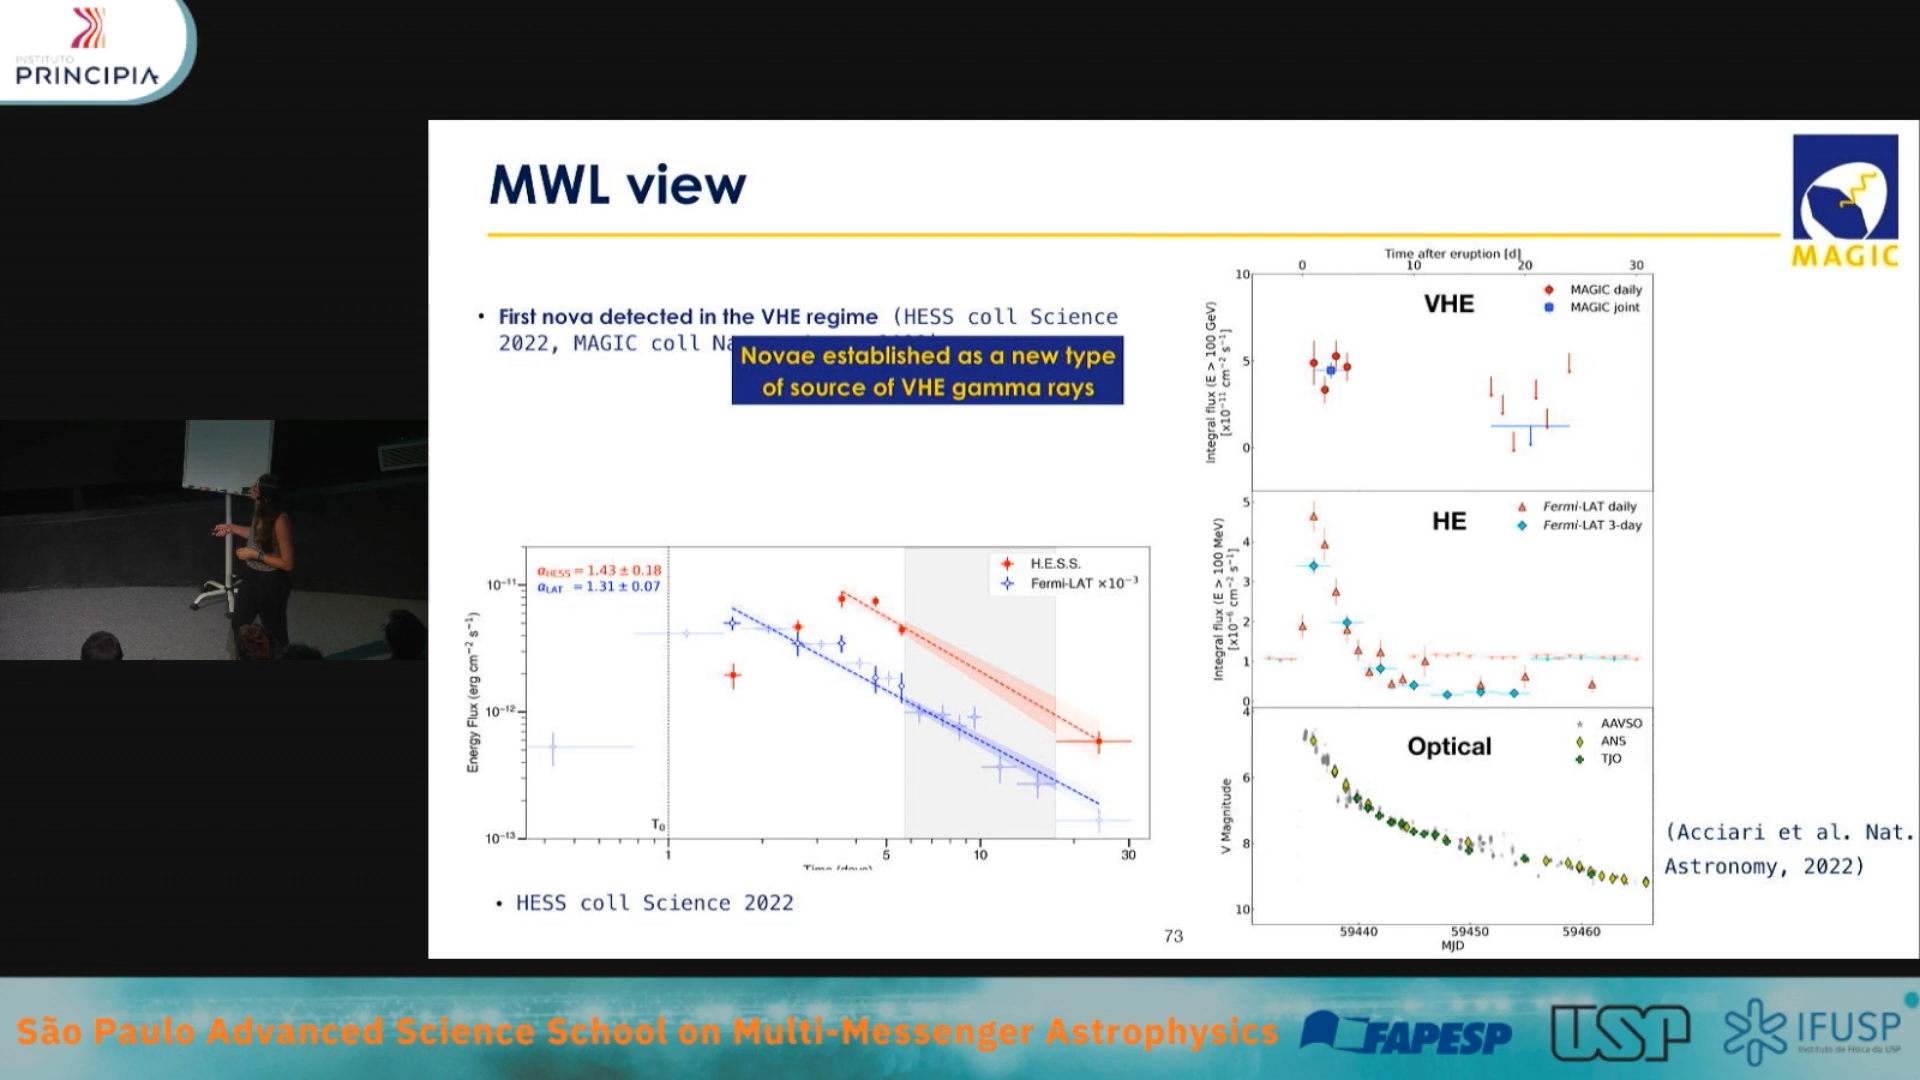 INSTITUTO
PRINCIPIA
MWL view
MAGIC
• First nova detected in the VHE regime (HESS coll Science
2022, MAGIC coll
Novae established as a new type
of source of VHE gamma rays
αHESS = 1.43 ± 0.18
αLAT = 1.31 ± 0.07
H.E.S.S.
Fermi-LAT ×10⁻³
Energy Flux (erg cm⁻² s⁻¹)
10⁻¹¹
10⁻¹²
10⁻¹³
T₀
1 5 10 30
Time (days)
• HESS coll Science 2022
73
Time after eruption [d]
0 10 20 30
VHE
MAGIC daily
MAGIC joint
Integral flux (E > 100 GeV)
[x10⁻¹¹ cm⁻² s⁻¹]
10
5
0
HE
Fermi-LAT daily
Fermi-LAT 3-day
Integral flux (E > 100 MeV)
[x10⁻⁶ cm⁻² s⁻¹]
5
4
3
2
1
0
Optical
AAVSO
ANS
TJO
V Magnitude
4
6
8
10
59440 59450 59460
MJD
(Acciari et al. Nat.
Astronomy, 2022)
São Paulo Advanced Science School on Multi-Messenger Astrophysics
FAPESP
USP
IFUSP
Instituto de Física da USP